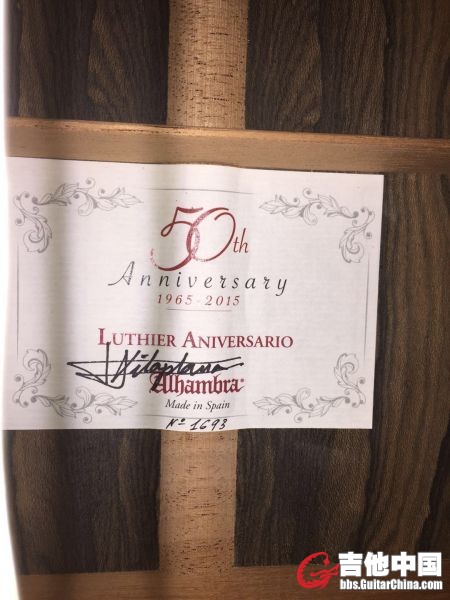 50th
Anniversary
1965-2015
LUTHIER ANIVERSARIO
Alhambra
Made in Spain
Nº 1693
吉他中国
bbs.GuitarChina.com